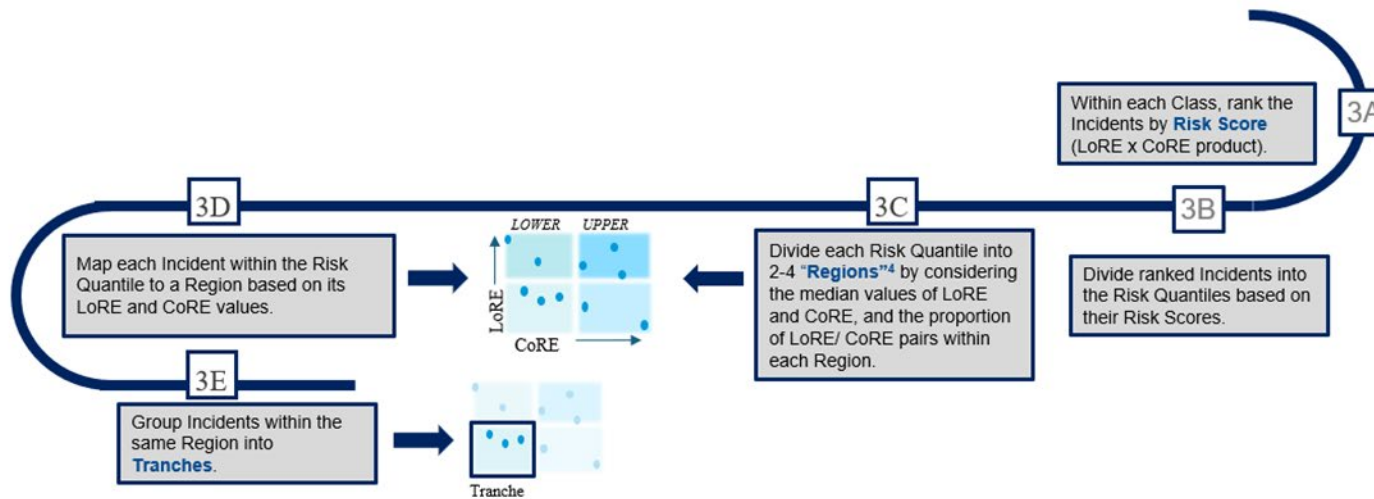 3A
Within each Class, rank the
Incidents by Risk Score
(LoRE x CoRE product).
3B
Divide ranked Incidents into
the Risk Quantiles based on
their Risk Scores.
3C
Divide each Risk Quantile into
2-4 “Regions”⁴ by considering
the median values of LoRE
and CoRE, and the proportion
of LoRE/ CoRE pairs within
each Region.
3D
Map each Incident within the Risk
Quantile to a Region based on its
LoRE and CoRE values.
LOWER UPPER
LoRE
CoRE
3E
Group Incidents within the
same Region into
Tranches.
Tranche